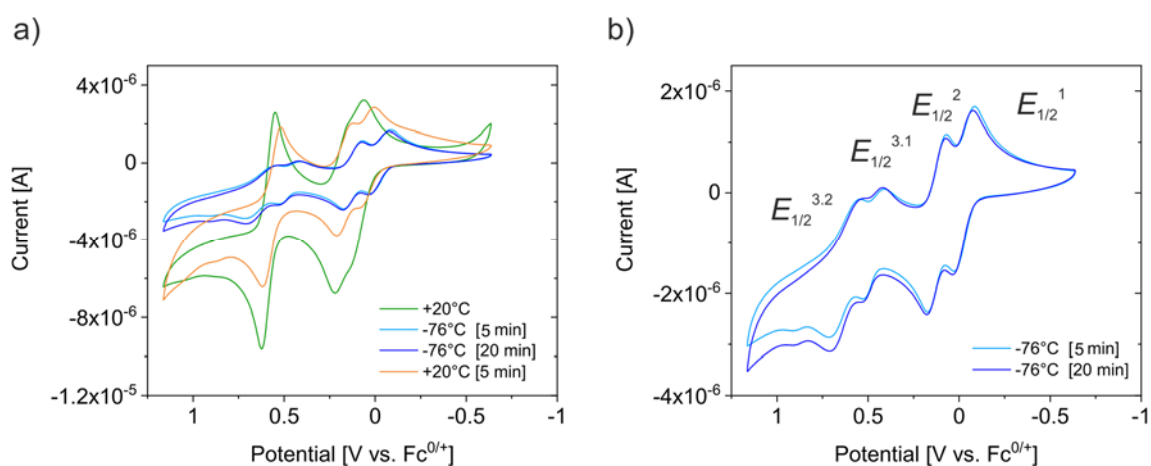 a)
4x10⁻⁶
0
-4x10⁻⁶
-8x10⁻⁶
-1.2x10⁻⁵
Current [A]
+20°C
-76°C [5 min]
-76°C [20 min]
+20°C [5 min]
1 0.5 0 -0.5 -1
Potential [V vs. Fc⁰/⁺]
b)
2x10⁻⁶
0
-2x10⁻⁶
-4x10⁻⁶
Current [A]
E₁/₂³·²
E₁/₂³·¹
E₁/₂²
E₁/₂¹
-76°C [5 min]
-76°C [20 min]
1 0.5 0 -0.5 -1
Potential [V vs. Fc⁰/⁺]